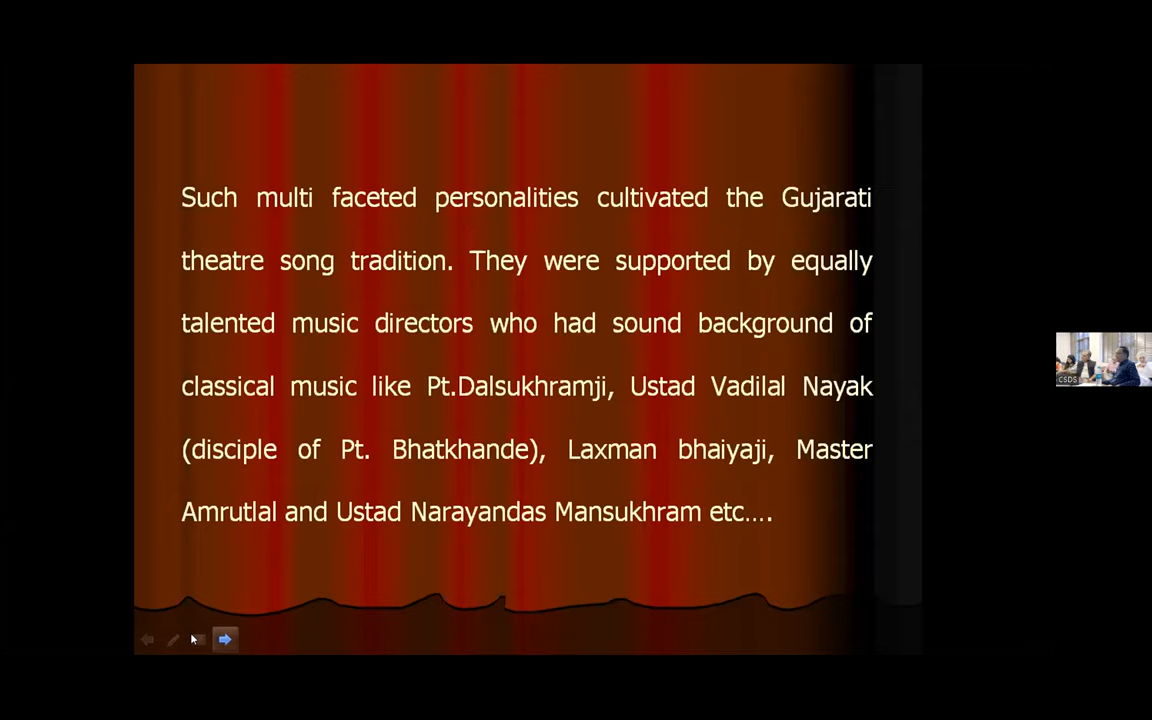 Such multi faceted personalities cultivated the Gujarati
theatre song tradition. They were supported by equally
talented music directors who had sound background of
classical music like Pt.Dalsukhramji, Ustad Vadilal Nayak
(disciple of Pt. Bhatkhande), Laxman bhaiyaji, Master
Amrutlal and Ustad Narayandas Mansukhram etc….
CSDS